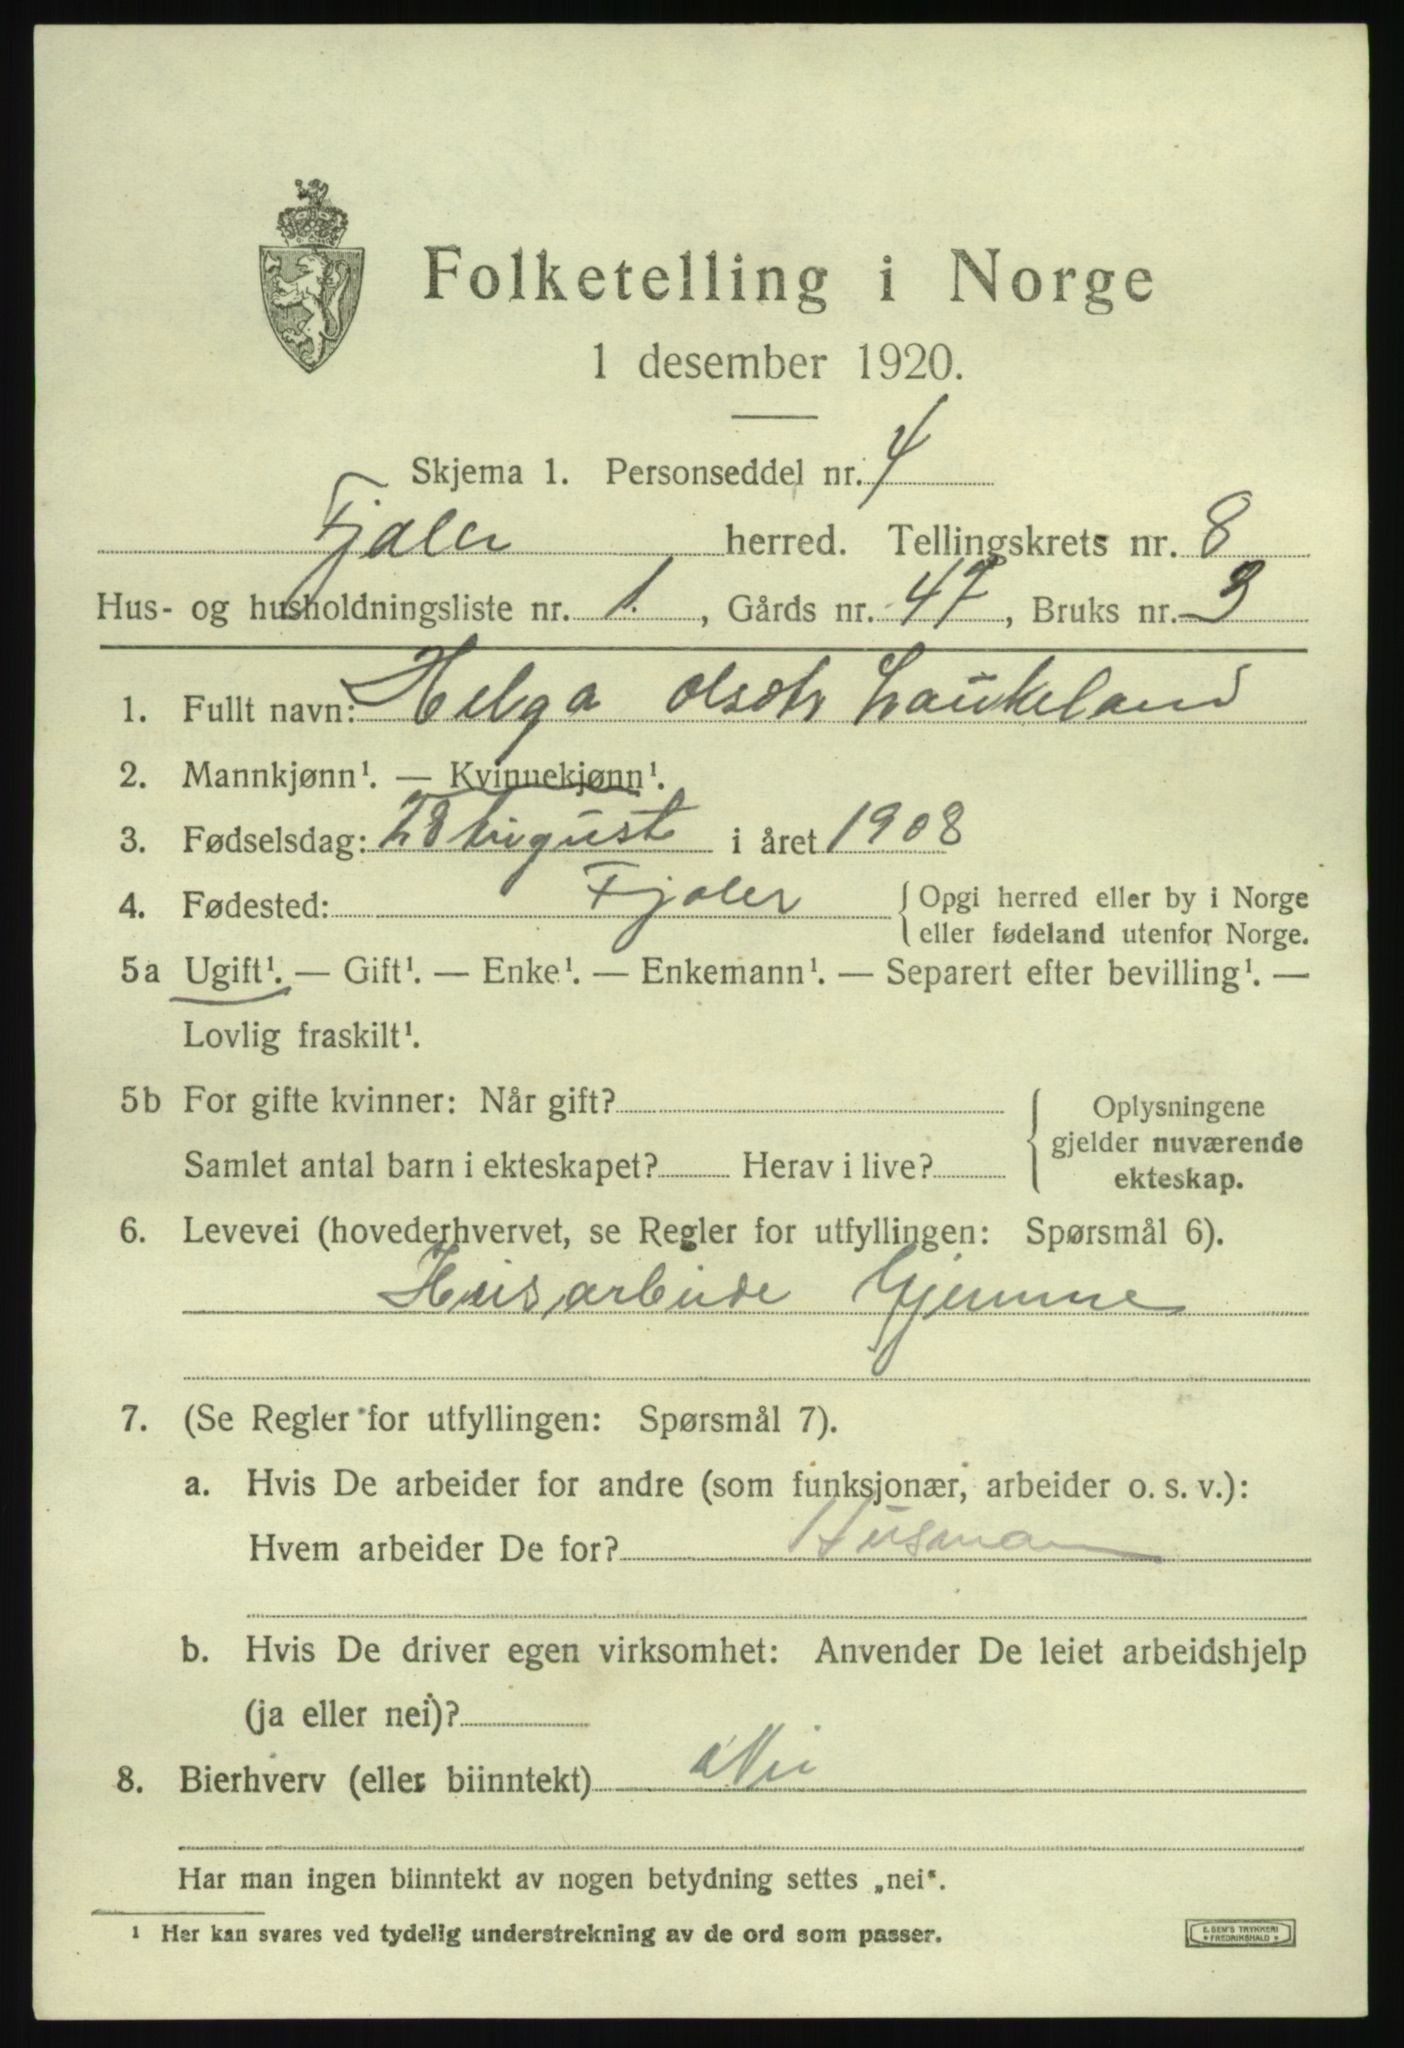 Folketelling i Norge
1 desember 1920.
Skjema 1. Personseddel nr. 4
Fjaler herred. Tellingskrets nr. 8
Hus- og husholdningsliste nr. 1. , Gårds nr. 47 , Bruks nr. 3
1. Fullt navn: Helga Olsdtr Laukeland
2. Mannkjønn¹. — Kvinnekjønn¹.
3. Fødselsdag: 28 August i året 1908
4. Fødested: Fjaler { Opgi herred eller by i Norge
eller fødeland utenfor Norge.
5a Ugift¹. — Gift¹. — Enke¹. — Enkemann¹. — Separert efter bevilling¹. —
Lovlig fraskilt¹.
5b For gifte kvinner: Når gift?
Samlet antal barn i ekteskapet? Herav i live?
{ Oplysningene
gjelder nuværende
ekteskap.
6. Levevei (hovederhvervet, se Regler for utfyllingen: Spørsmål 6).
Husarbeide Hjemme
7. (Se Regler for utfyllingen: Spørsmål 7).
a. Hvis De arbeider for andre (som funksjonær, arbeider o. s. v.):
Hvem arbeider De for? Husman
b. Hvis De driver egen virksomhet: Anvender De leiet arbeidshjelp
(ja eller nei)?
8. Bierhverv (eller biinntekt) Nei
Har man ingen biinntekt av nogen betydning settes „nei“.
¹ Her kan svares ved tydelig understrekning av de ord som passer.
E. SEM'S TRYKKERI
FREDRIKSHALD